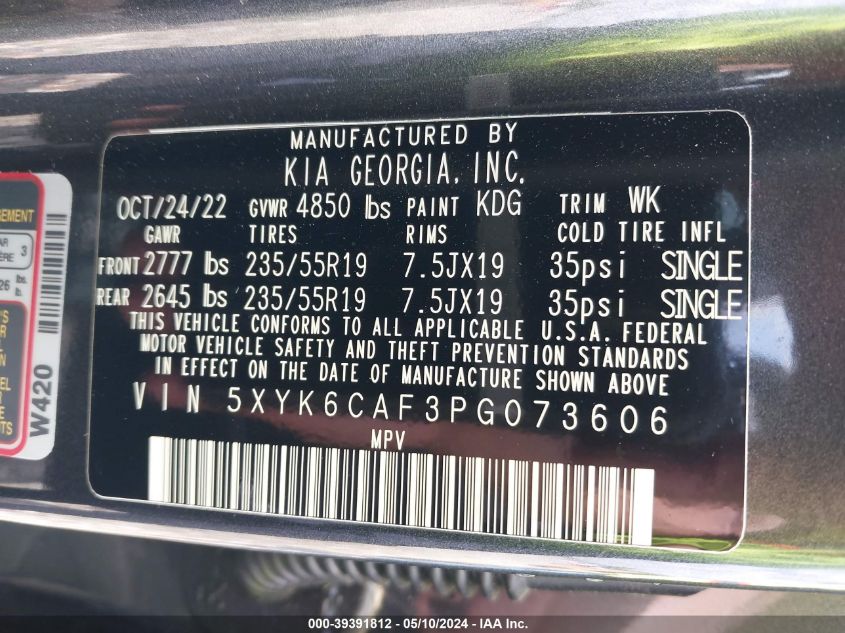 MANUFACTURED BY
KIA GEORGIA, INC.
OCT/24/22 GVWR 4850 lbs PAINT KDG TRIM WK
GAWR TIRES RIMS COLD TIRE INFL
FRONT 2777 lbs 235/55R19 7.5JX19 35psi SINGLE
REAR 2645 lbs 235/55R19 7.5JX19 35psi SINGLE
THIS VEHICLE CONFORMS TO ALL APPLICABLE U.S.A. FEDERAL
MOTOR VEHICLE SAFETY AND THEFT PREVENTION STANDARDS
IN EFFECT ON THE DATE OF MANUFACTURE SHOWN ABOVE
VIN 5XYK6CAF3PG073606
MPV
3
W420
000-39391812 - 05/10/2024 - IAA Inc.